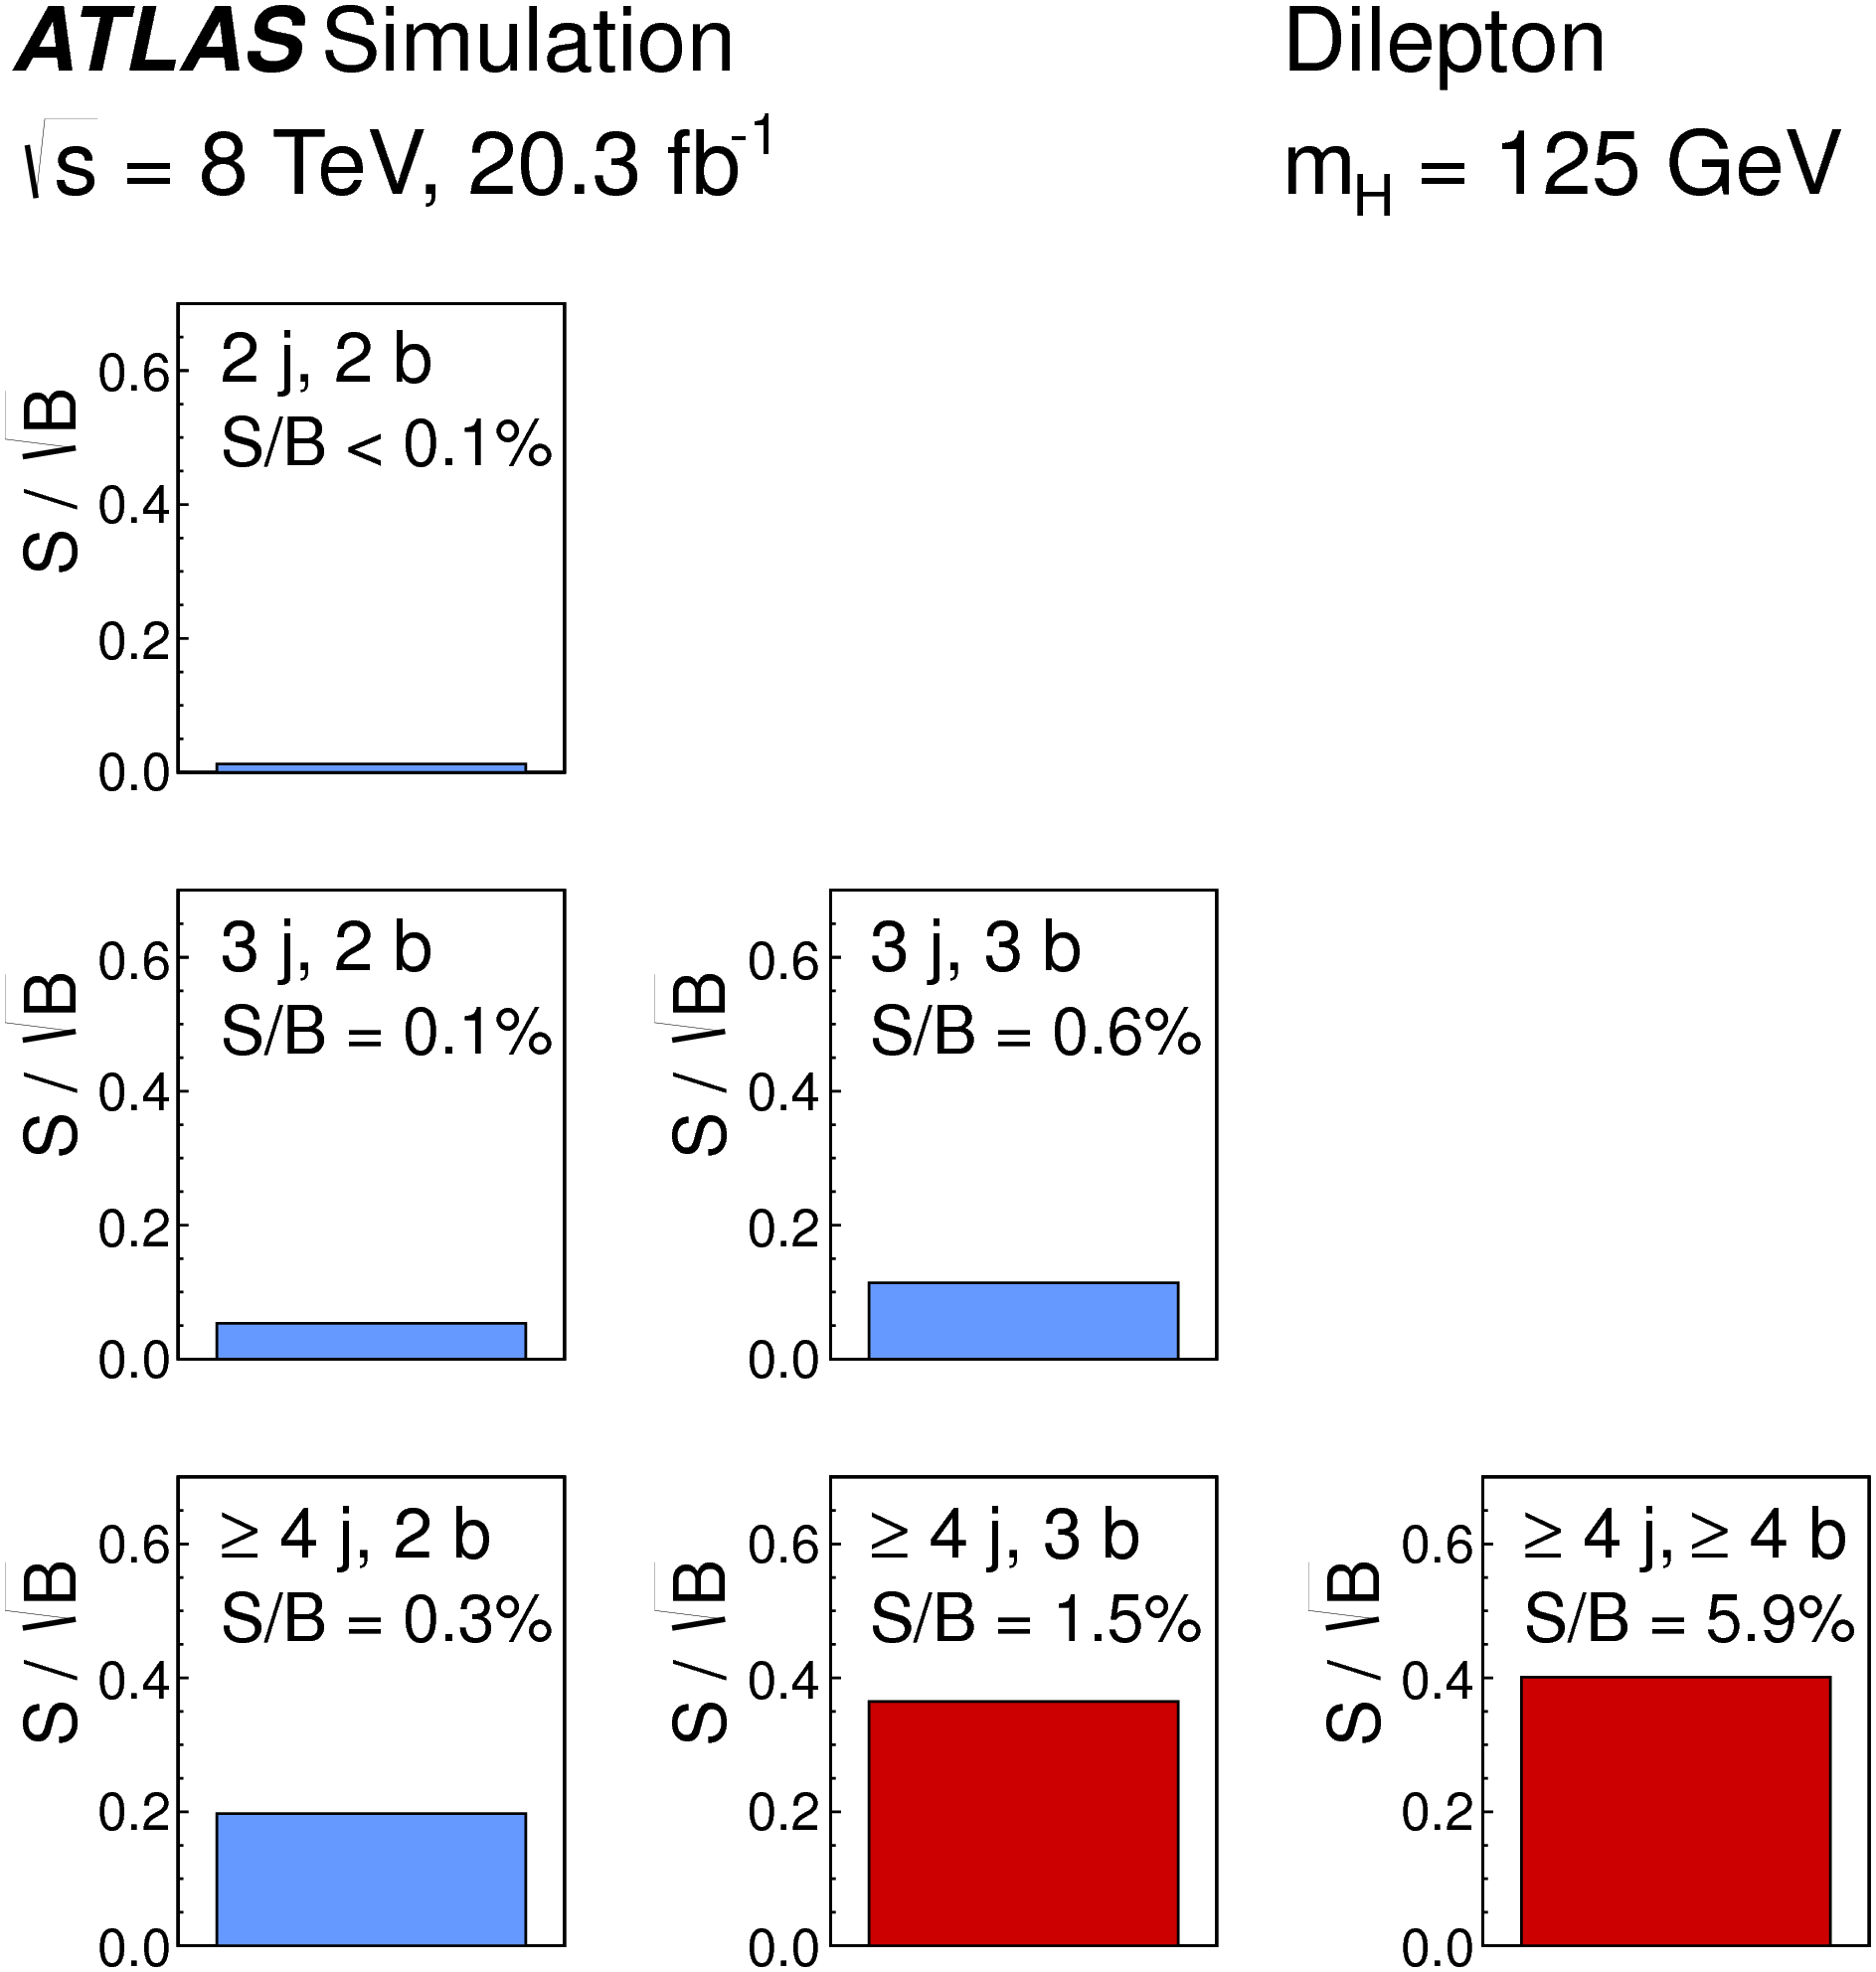 ATLAS Simulation
Dilepton
√s = 8 TeV, 20.3 fb-1
mH = 125 GeV
S / √B
0.6
0.4
0.2
0.0
2 j, 2 b
S/B < 0.1%
S / √B
0.6
0.4
0.2
0.0
3 j, 2 b
S/B = 0.1%
S / √B
0.6
0.4
0.2
0.0
3 j, 3 b
S/B = 0.6%
S / √B
0.6
0.4
0.2
0.0
≥ 4 j, 2 b
S/B = 0.3%
S / √B
0.6
0.4
0.2
0.0
≥ 4 j, 3 b
S/B = 1.5%
S / √B
0.6
0.4
0.2
0.0
≥ 4 j, ≥ 4 b
S/B = 5.9%